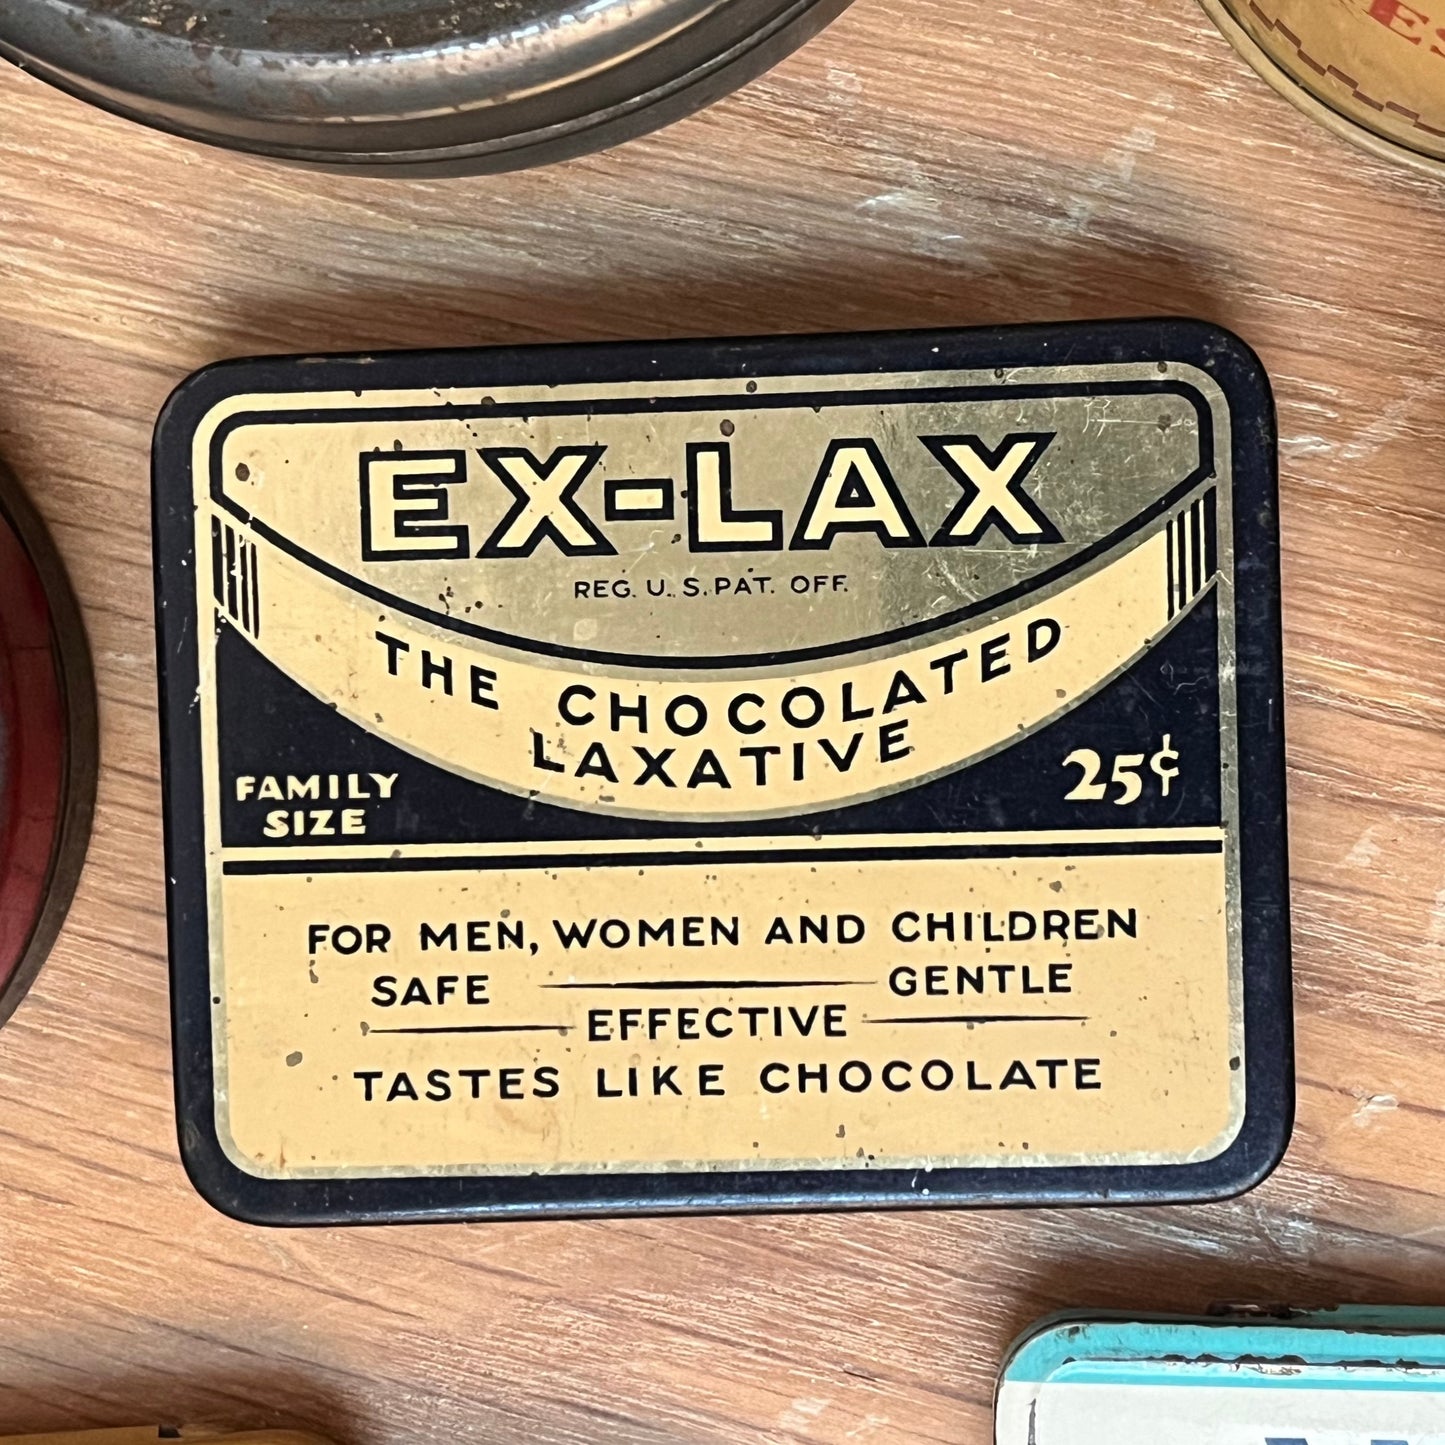 EX-LAX
REG. U. S. PAT. OFF.
THE CHOCOLATED
LAXATIVE
FAMILY
SIZE
25¢
FOR MEN, WOMEN AND CHILDREN
SAFE GENTLE
EFFECTIVE
TASTES LIKE CHOCOLATE